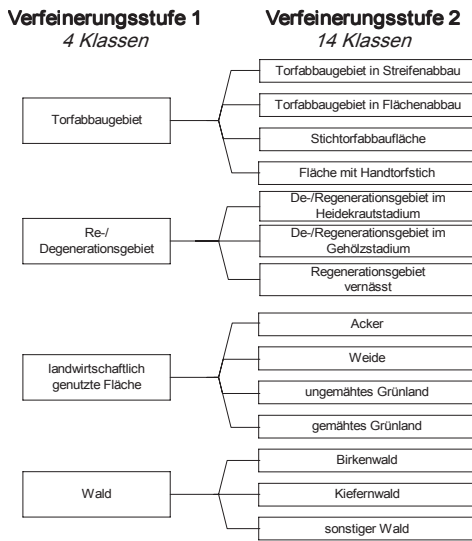 Verfeinerungsstufe 1
4 Klassen
Verfeinerungsstufe 2
14 Klassen
Torfabbaugebiet
Torfabbaugebiet in Streifenabbau
Torfabbaugebiet in Flächenabbau
Stichtorfabbaufläche
Fläche mit Handtorfstich
Re-/
Degenerationsgebiet
De-/Regenerationsgebiet im
Heidekrautstadium
De-/Regenerationsgebiet im
Gehölzstadium
Regenerationsgebiet
vernässt
landwirtschaftlich
genutzte Fläche
Acker
Weide
ungemähtes Grünland
gemähtes Grünland
Wald
Birkenwald
Kiefernwald
sonstiger Wald